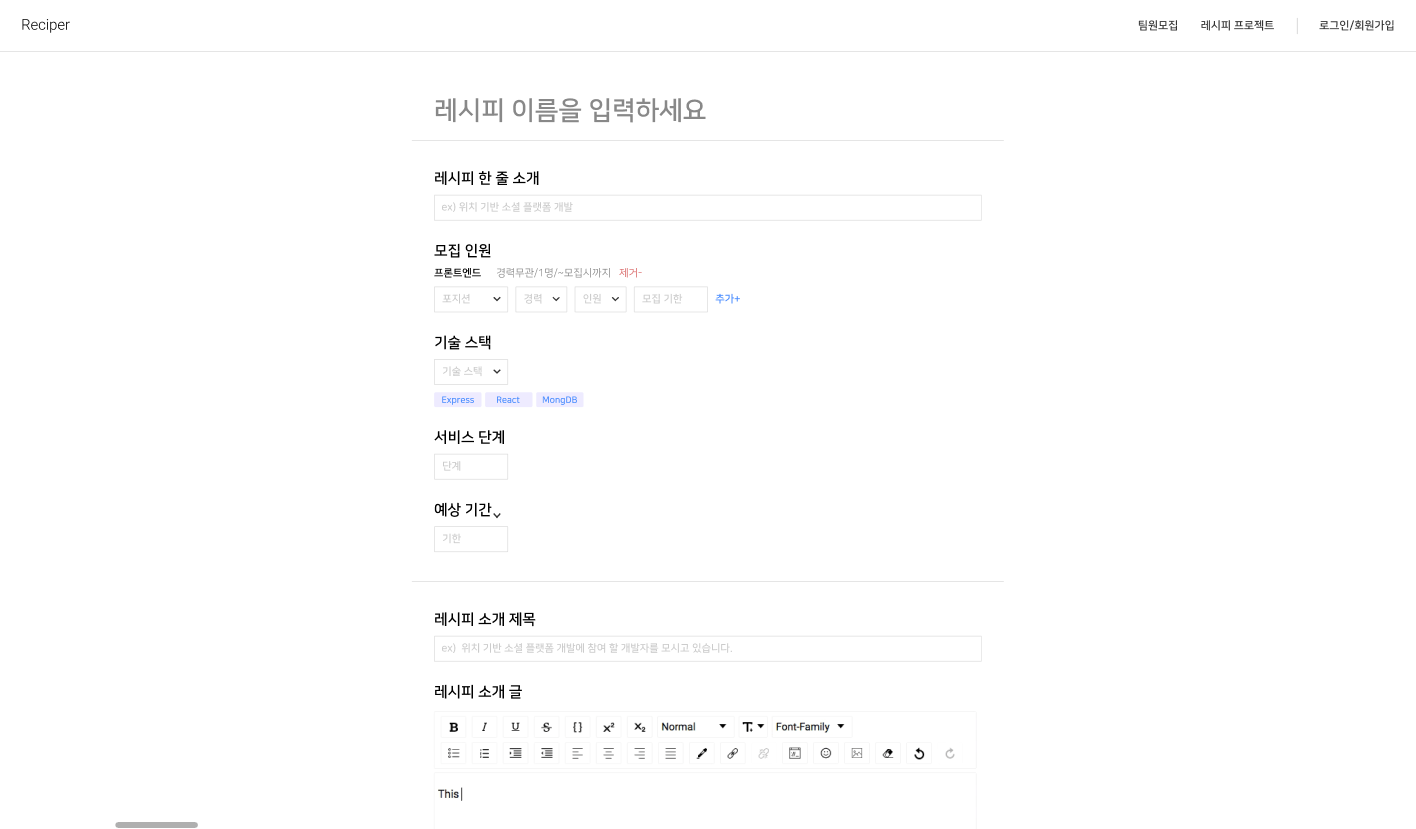 Reciper
팀원모집 레시피 프로젝트 로그인/회원가입
레시피 이름을 입력하세요
레시피 한 줄 소개
ex) 위치 기반 소셜 플랫폼 개발
모집 인원
프론트엔드 경력무관/1명/~모집시까지 제거-
포지션 경력 인원 모집 기한 추가+
기술 스택
기술 스텍
Express React MongDB
서비스 단계
단계
예상 기간
기한
레시피 소개 제목
ex) 위치 기반 소셜 플랫폼 개발에 참여 할 개발자를 모시고 있습니다.
레시피 소개 글
B I U S {} x² x₂ Normal T. Font-Family
This